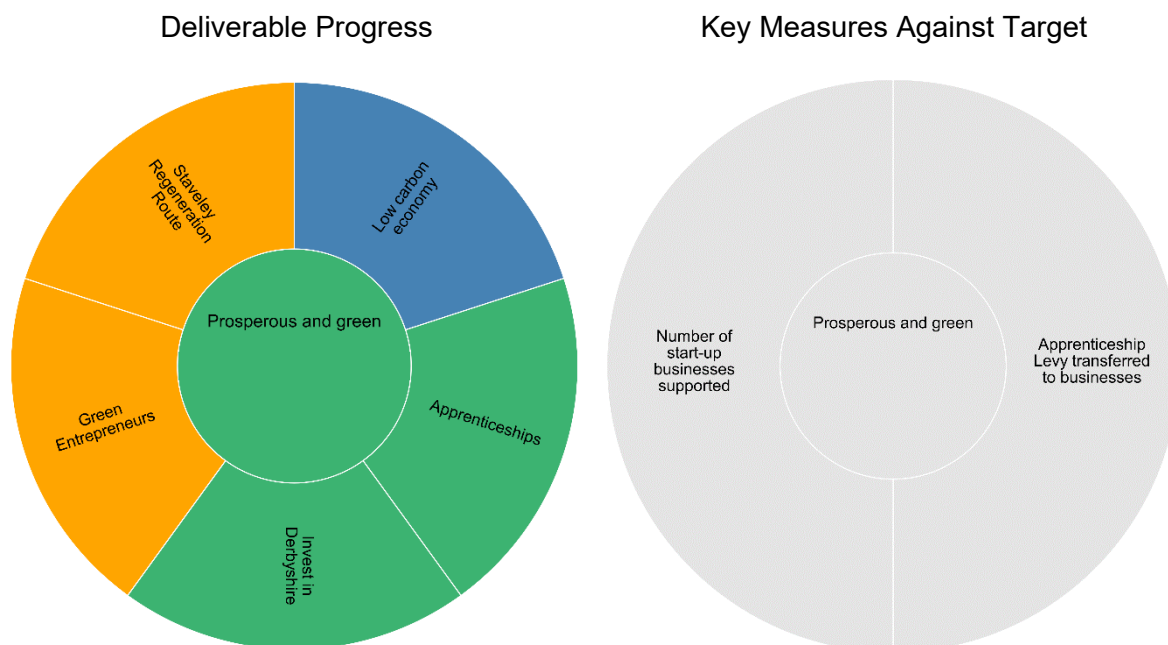 Deliverable Progress
Key Measures Against Target
Staveley
Regeneration
Route
Low carbon
economy
Prosperous and green
Green
Entrepreneurs
Apprenticeships
Invest in
Derbyshire
Number of
start-up
businesses
supported
Prosperous and green
Apprenticeship
Levy transferred
to businesses